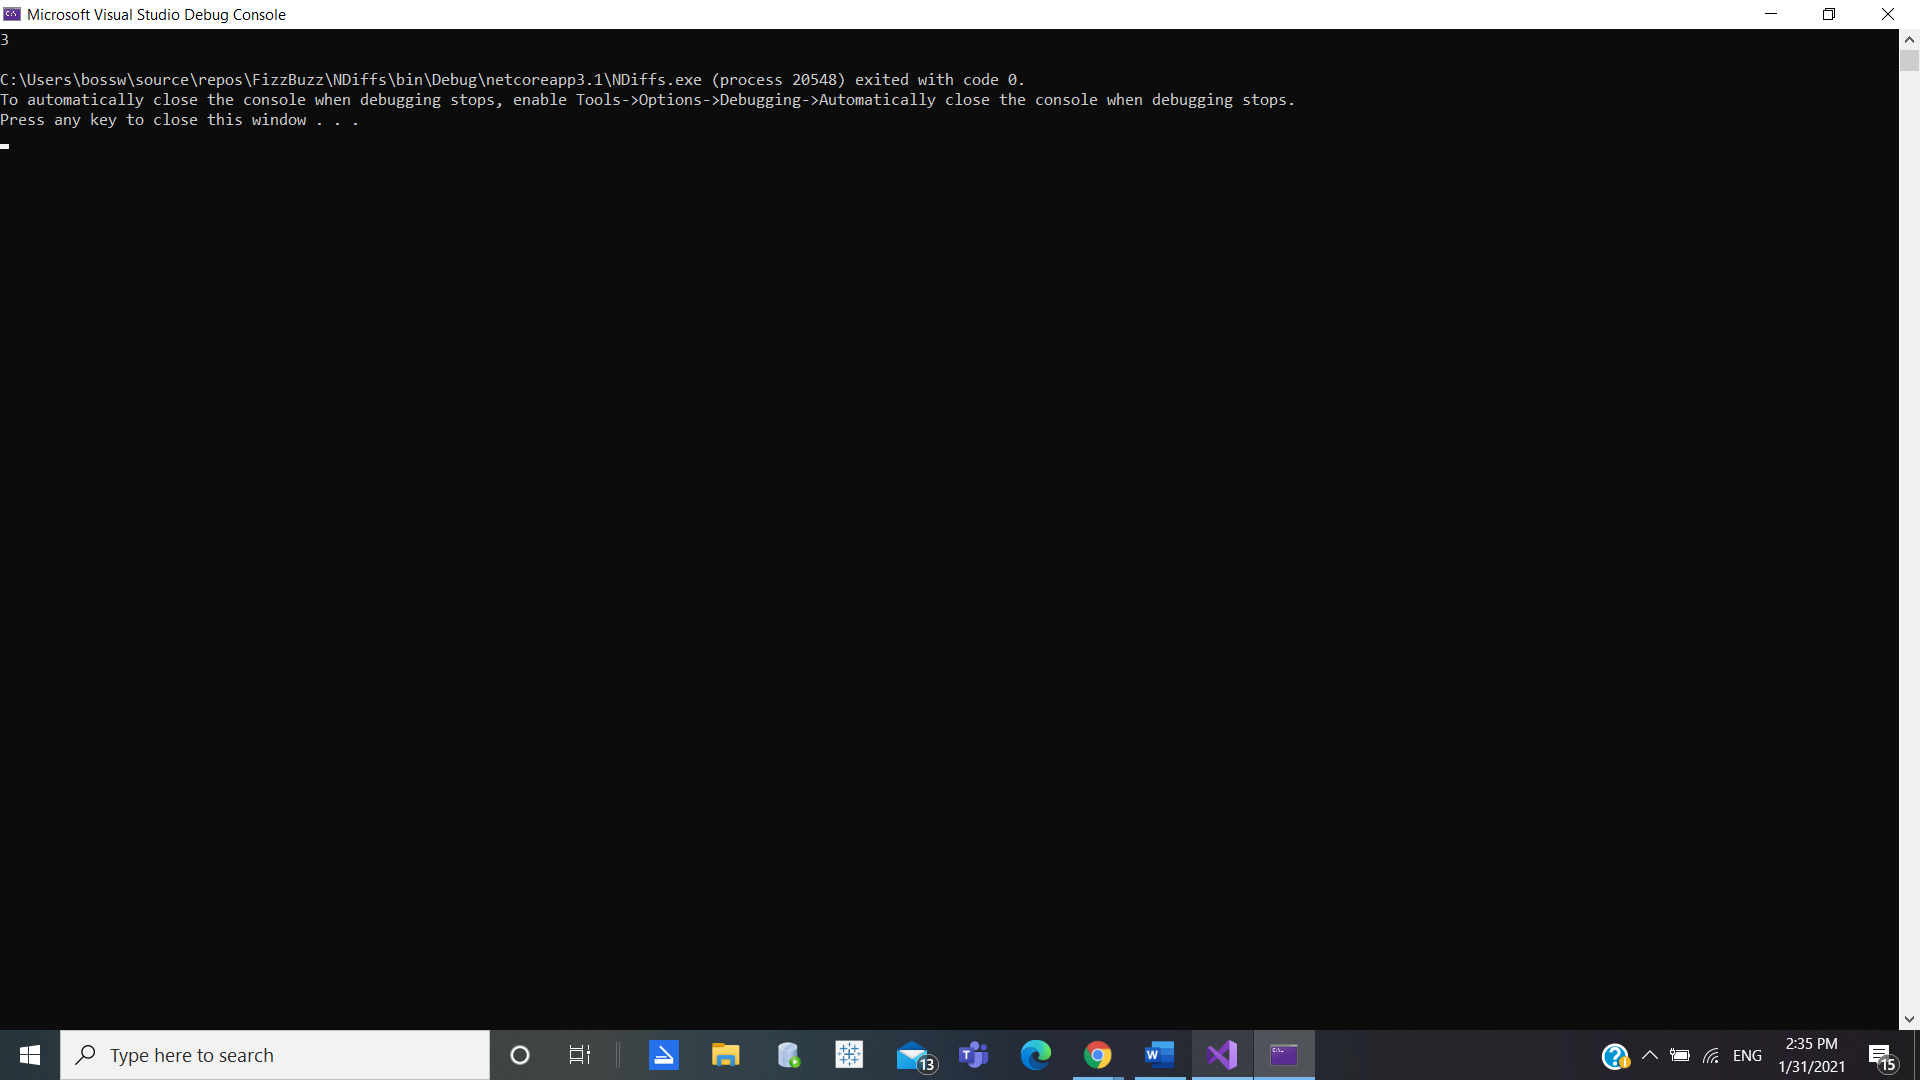 Microsoft Visual Studio Debug Console
3
C:\Users\bossw\source\repos\FizzBuzz\NDiffs\bin\Debug\netcoreapp3.1\NDiffs.exe (process 20548) exited with code 0.
To automatically close the console when debugging stops, enable Tools->Options->Debugging->Automatically close the console when debugging stops.
Press any key to close this window . . .
Type here to search
13
ENG
2:35 PM
1/31/2021
15